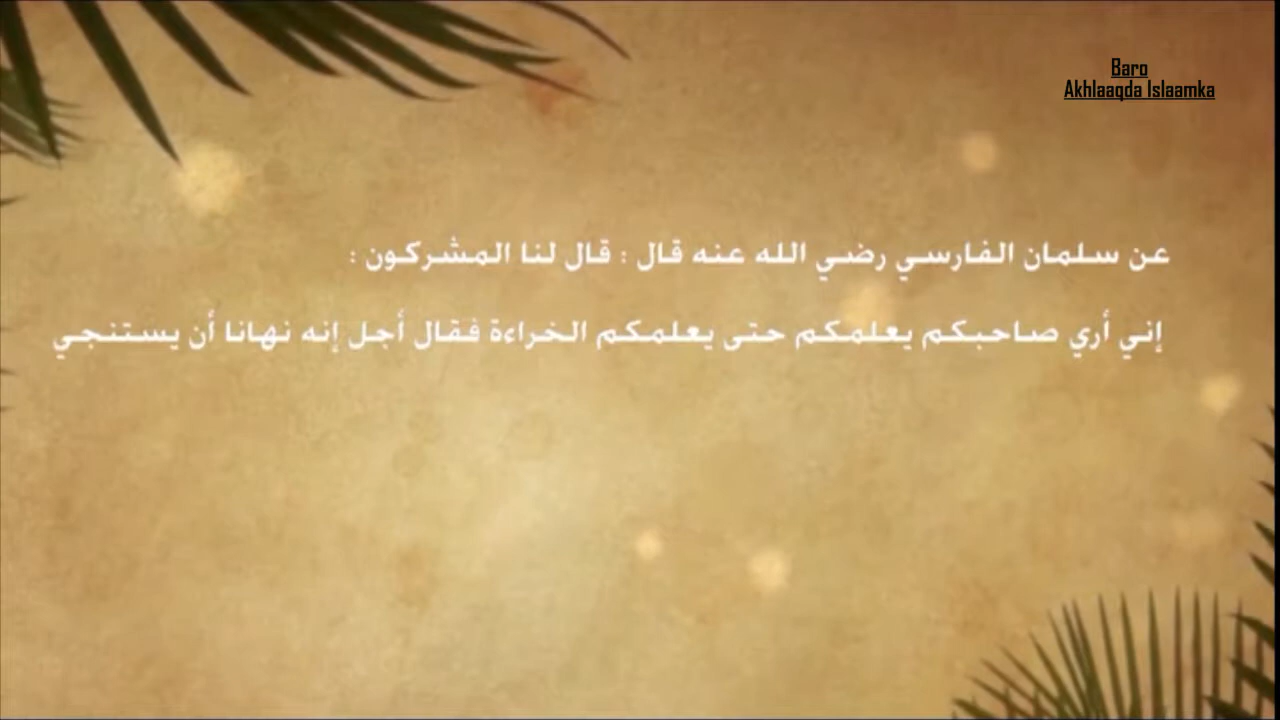 Baro
Akhlaaqda Islaamka
عن سلمان الفارسي رضي الله عنه قال : قال لنا المشركون :
إني أري صاحبكم يعلمكم حتى يعلمكم الخراءة فقال أجل إنه نهانا أن يستنجي